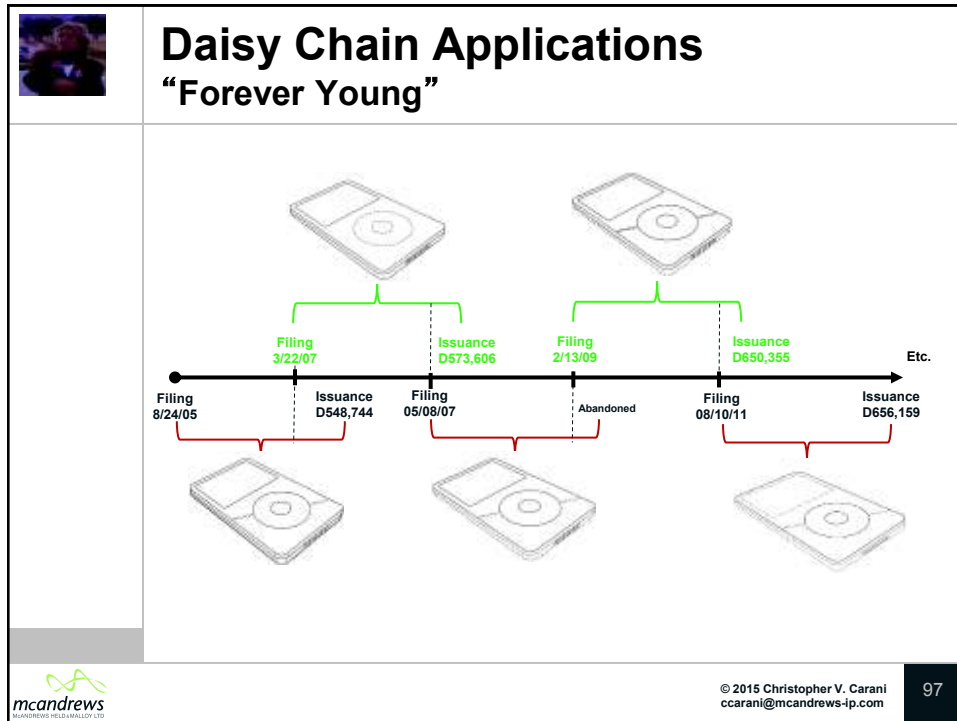 Daisy Chain Applications
“Forever Young”
Filing
3/22/07
Issuance
D573,606
Filing
2/13/09
Issuance
D650,355
Etc.
Filing
8/24/05
Issuance
D548,744
Filing
05/08/07
Abandoned
Filing
08/10/11
Issuance
D656,159
mcandrews
McANDREWS HELD & MALLOY LTD
© 2015 Christopher V. Carani
ccarani@mcandrews-ip.com
97